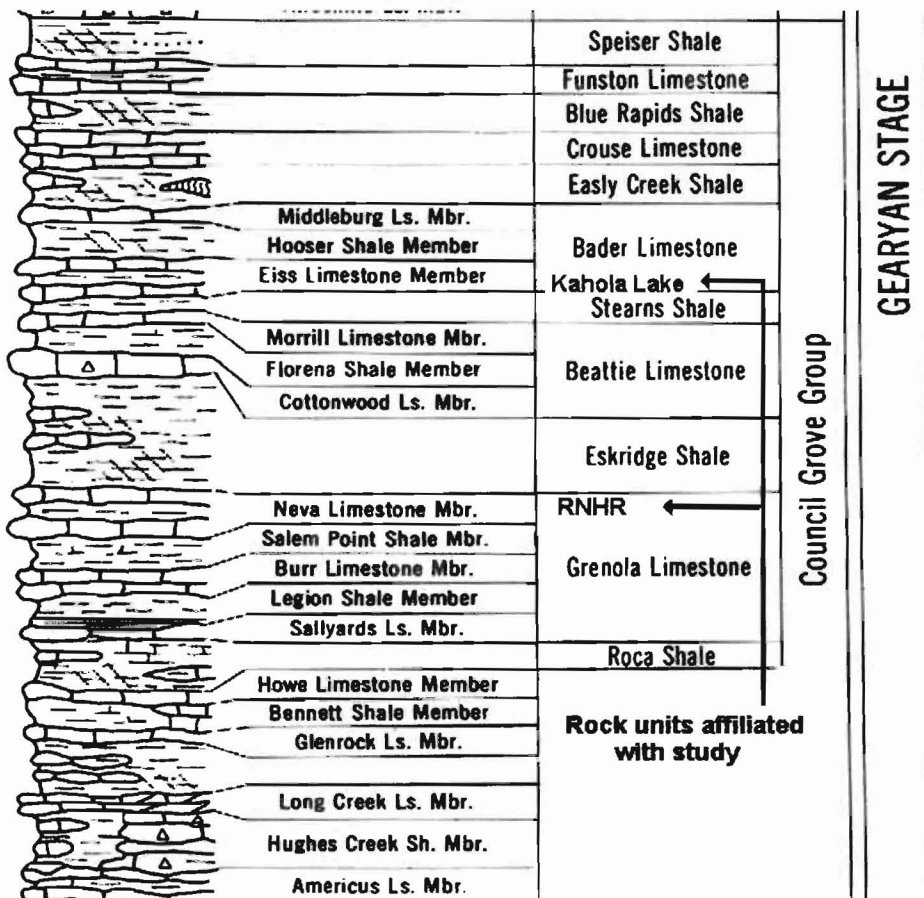 Speiser Shale
Funston Limestone
Blue Rapids Shale
Crouse Limestone
Easly Creek Shale
Middleburg Ls. Mbr.
Hooser Shale Member
Bader Limestone
Eiss Limestone Member
Kahola Lake
Stearns Shale
Morrill Limestone Mbr.
Florena Shale Member
Beattie Limestone
Cottonwood Ls. Mbr.
Eskridge Shale
Neva Limestone Mbr.
RNHR
Salem Point Shale Mbr.
Burr Limestone Mbr.
Grenola Limestone
Legion Shale Member
Sallyards Ls. Mbr.
Roca Shale
Howe Limestone Member
Bennett Shale Member
Glenrock Ls. Mbr.
Rock units affiliated
with study
Long Creek Ls. Mbr.
Hughes Creek Sh. Mbr.
Americus Ls. Mbr.
Council Grove Group
GEARYAN STAGE